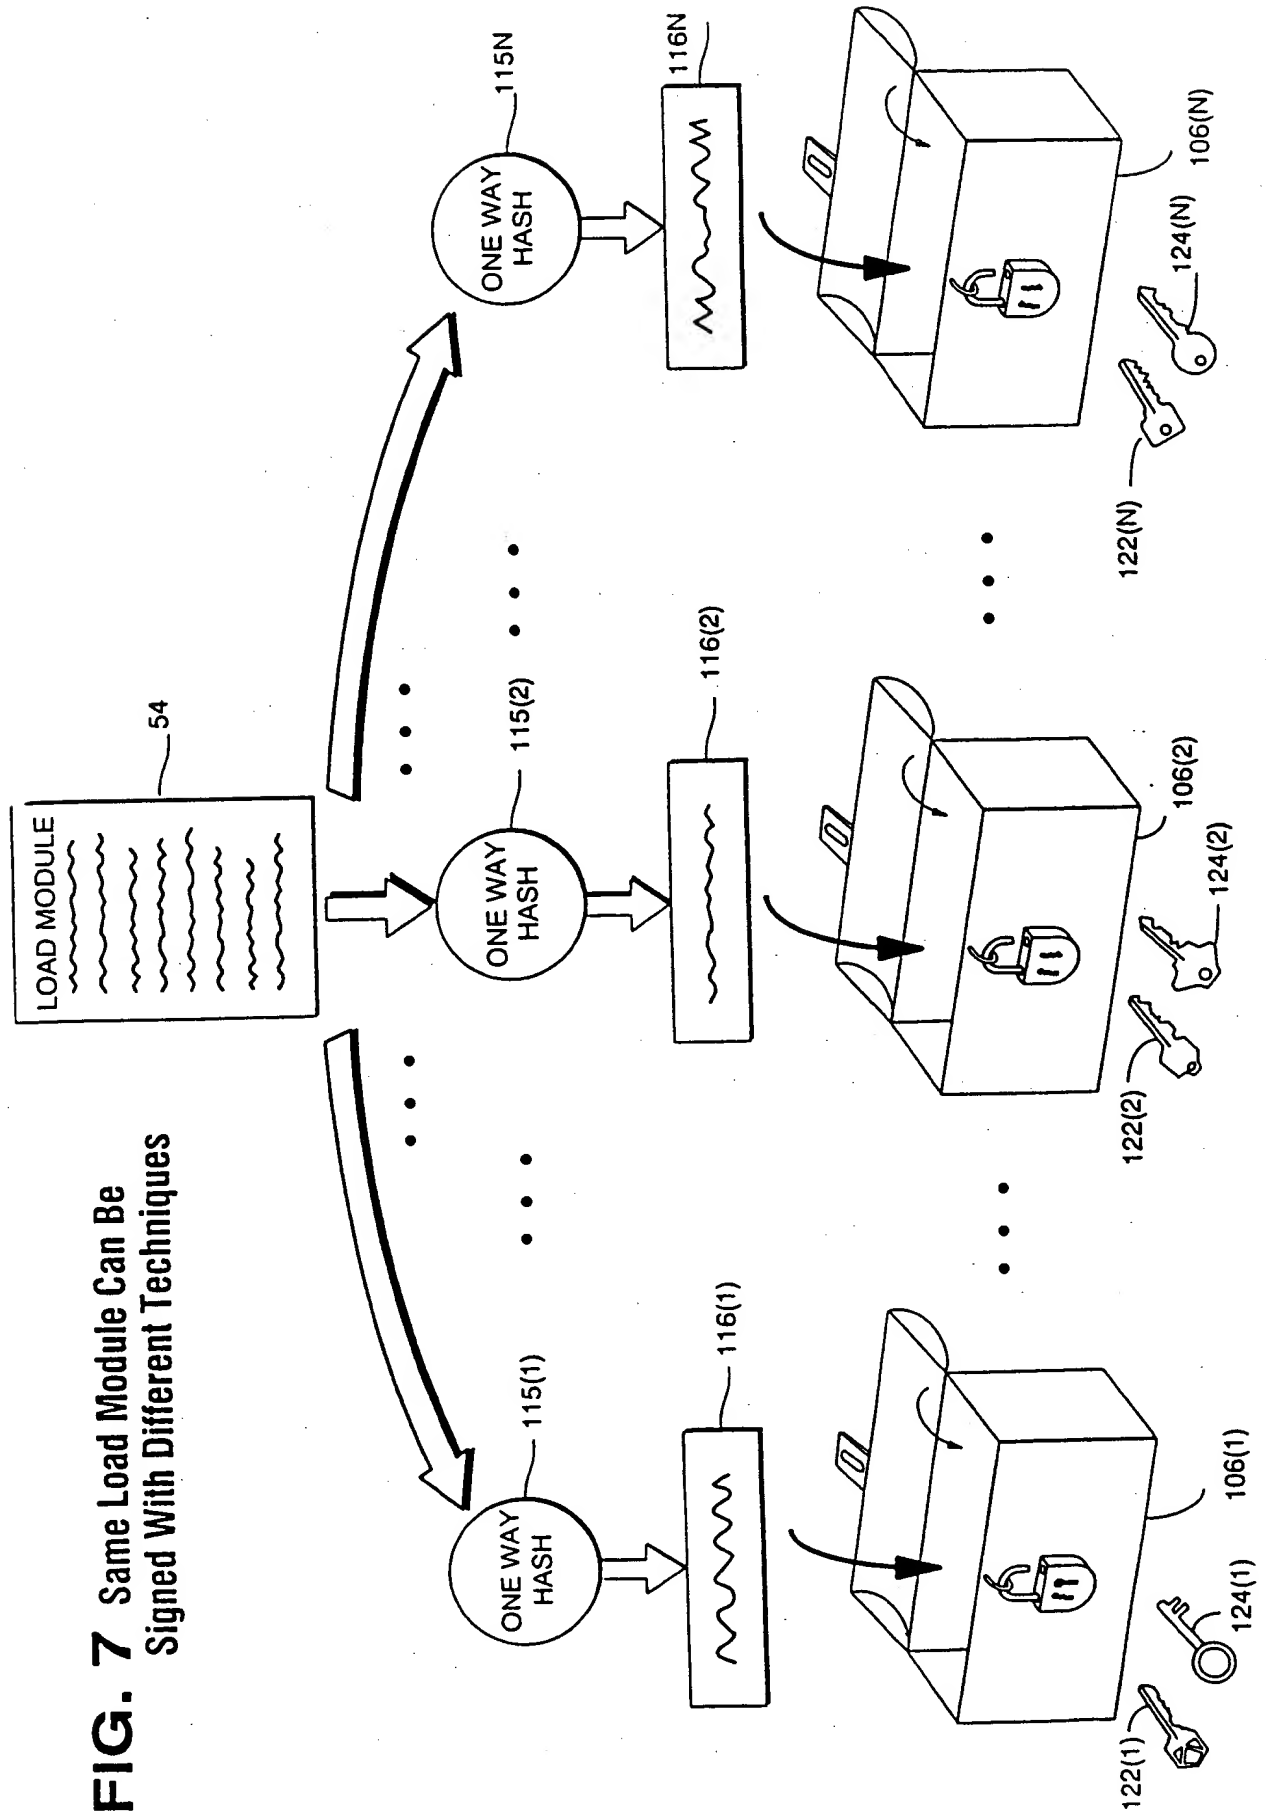 FIG. 7 Same Load Module Can Be
Signed With Different Techniques
LOAD MODULE
54
ONE WAY
HASH
115(1)
ONE WAY
HASH
115(2)
ONE WAY
HASH
115N
116(1)
116(2)
116N
122(1)
124(1)
106(1)
122(2)
124(2)
106(2)
122(N)
124(N)
106(N)